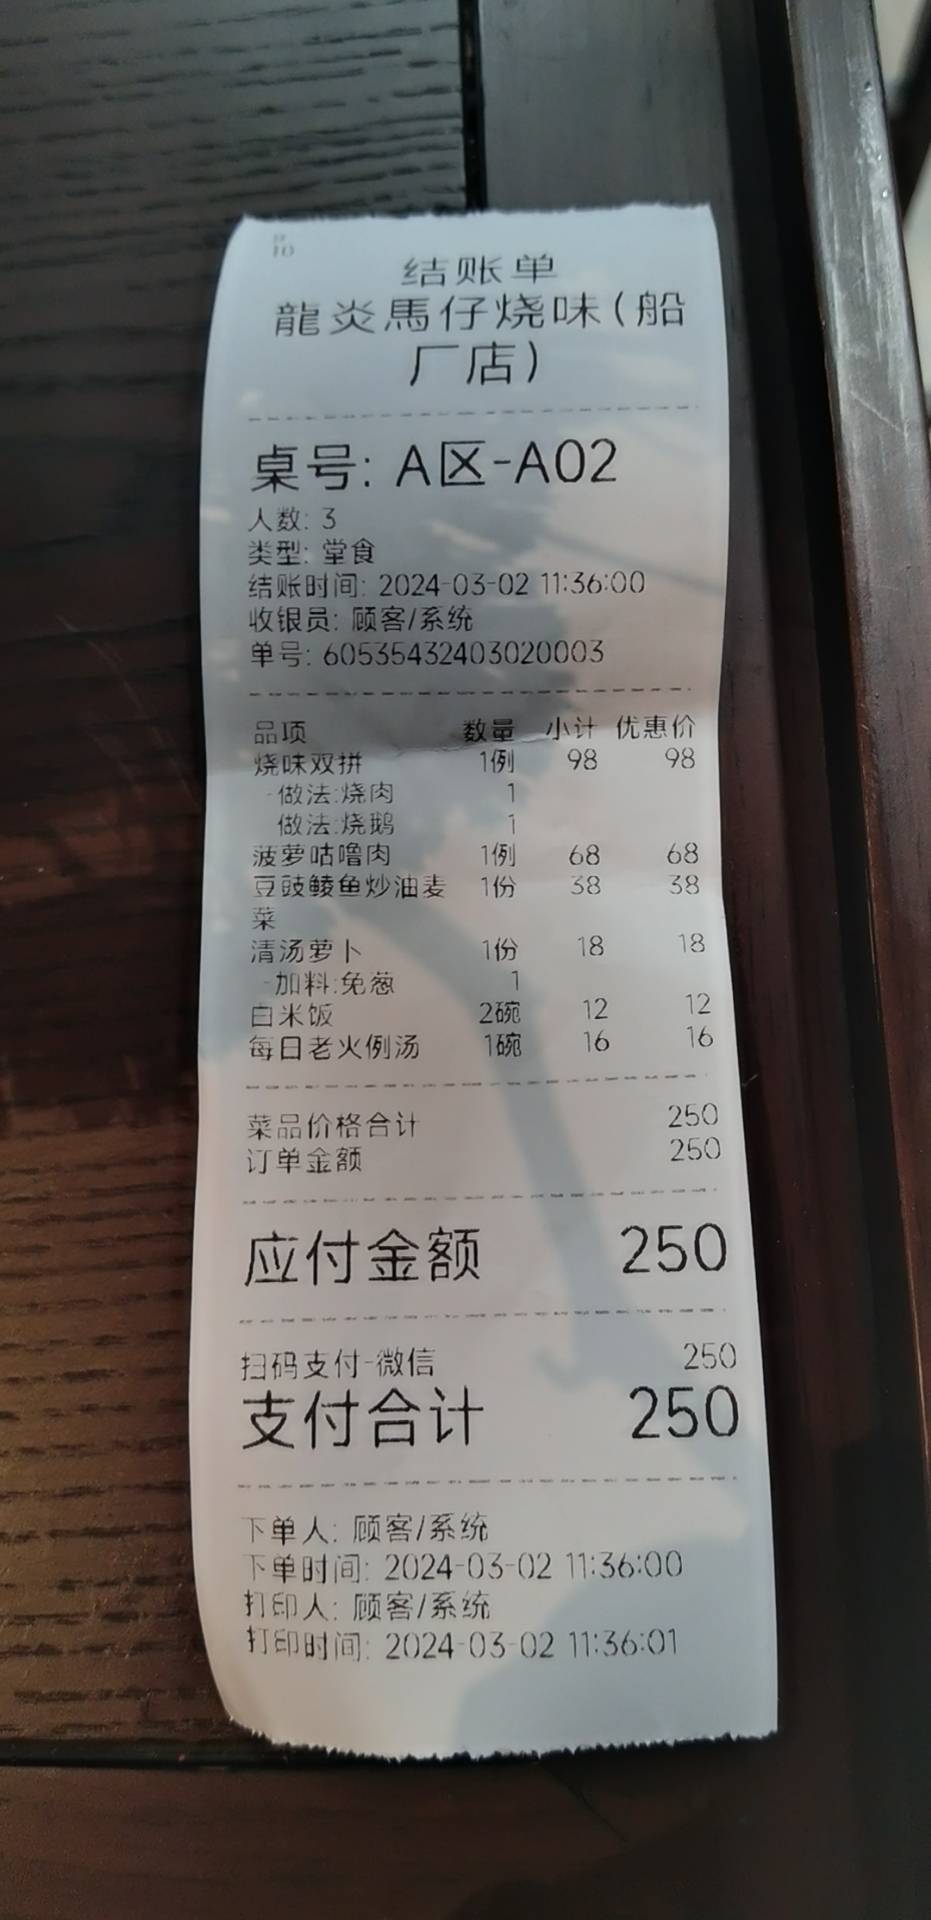 结账单
龍炎馬仔烧味(船
厂店)
桌号: A区-A02
人数: 3
类型: 堂食
结账时间: 2024-03-02 11:36:00
收银员: 顾客/系统
单号: 60535432403020003
品项 数量 小计 优惠价
烧味双拼 1例 98 98
-做法:烧肉 1
做法:烧鹅 1
菠萝咕噜肉 1例 68 68
豆豉鲮鱼炒油麦 1份 38 38
菜
清汤萝卜 1份 18 18
-加料:免葱 1
白米饭 2碗 12 12
每日老火例汤 1碗 16 16
菜品价格合计 250
订单金额 250
应付金额 250
扫码支付-微信 250
支付合计 250
下单人: 顾客/系统
下单时间: 2024-03-02 11:36:00
打印人: 顾客/系统
打印时间: 2024-03-02 11:36:01